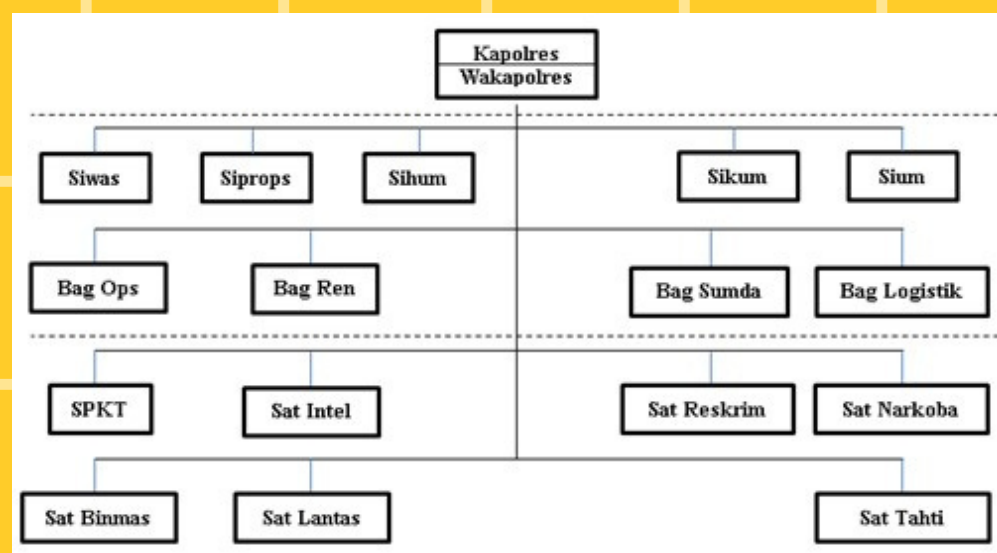 Kapolres
Wakapolres
Siwas
Siprops
Sihum
Sikum
Sium
Bag Ops
Bag Ren
Bag Sumda
Bag Logistik
SPKT
Sat Intel
Sat Reskrim
Sat Narkoba
Sat Binmas
Sat Lantas
Sat Tahti